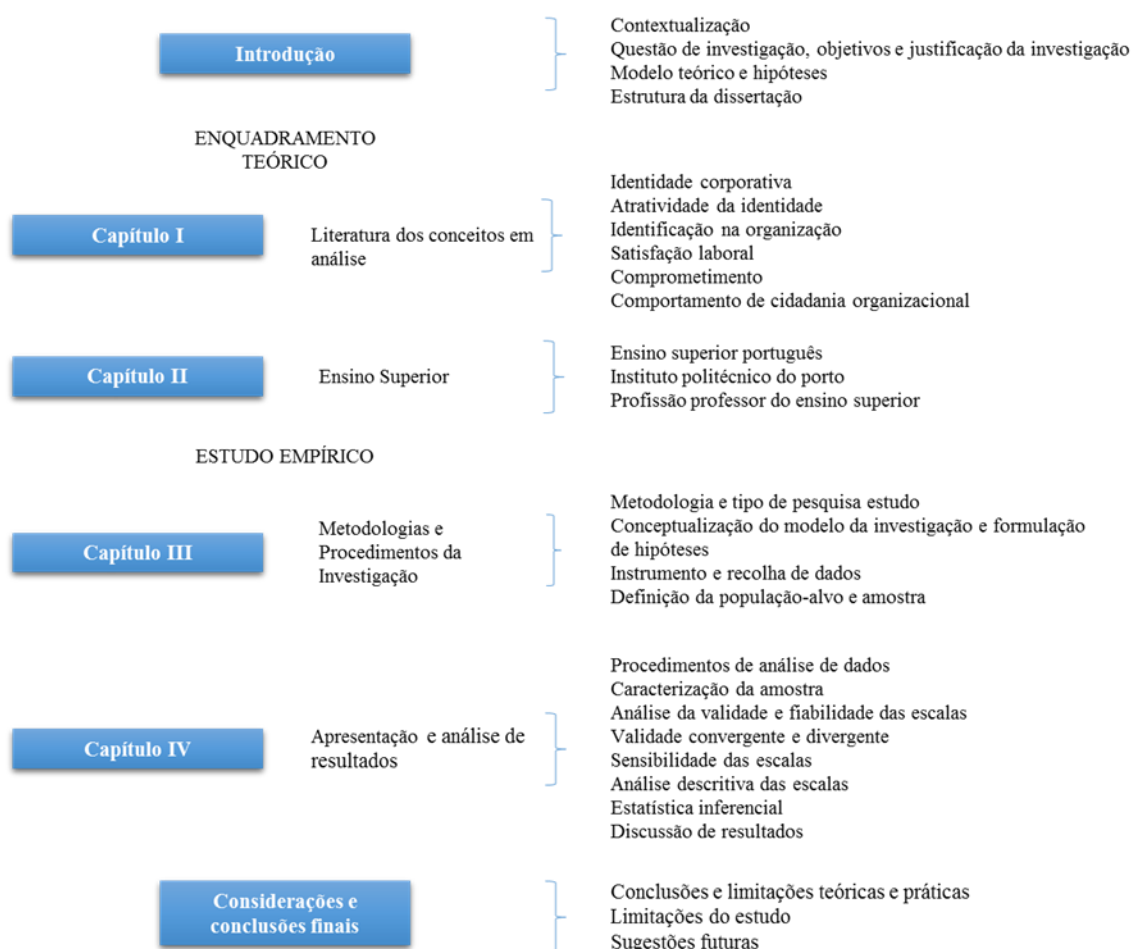 Introdução
Contextualização
Questão de investigação, objetivos e justificação da investigação
Modelo teórico e hipóteses
Estrutura da dissertação
ENQUADRAMENTO
TEÓRICO
Capítulo I
Literatura dos conceitos em
análise
Identidade corporativa
Atratividade da identidade
Identificação na organização
Satisfação laboral
Comprometimento
Comportamento de cidadania organizacional
Capítulo II
Ensino Superior
Ensino superior português
Instituto politécnico do porto
Profissão professor do ensino superior
ESTUDO EMPÍRICO
Capítulo III
Metodologias e
Procedimentos da
Investigação
Metodologia e tipo de pesquisa estudo
Conceptualização do modelo da investigação e formulação
de hipóteses
Instrumento e recolha de dados
Definição da população-alvo e amostra
Capítulo IV
Apresentação e análise de
resultados
Procedimentos de análise de dados
Caracterização da amostra
Análise da validade e fiabilidade das escalas
Validade convergente e divergente
Sensibilidade das escalas
Análise descritiva das escalas
Estatística inferencial
Discussão de resultados
Considerações e
conclusões finais
Conclusões e limitações teóricas e práticas
Limitações do estudo
Sugestões futuras